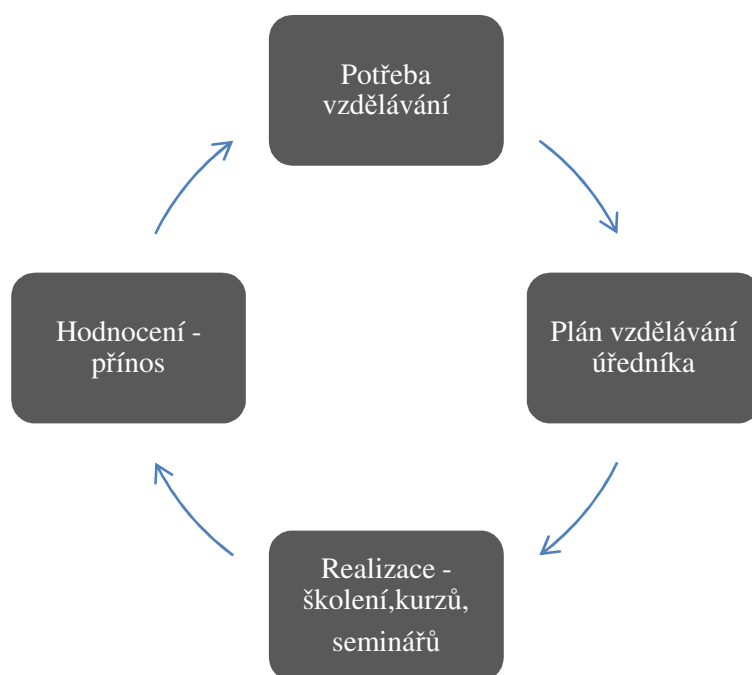 Potřeba
vzdělávání
Plán vzdělávání
úředníka
Realizace -
školení,kurzů,
seminářů
Hodnocení -
přínos